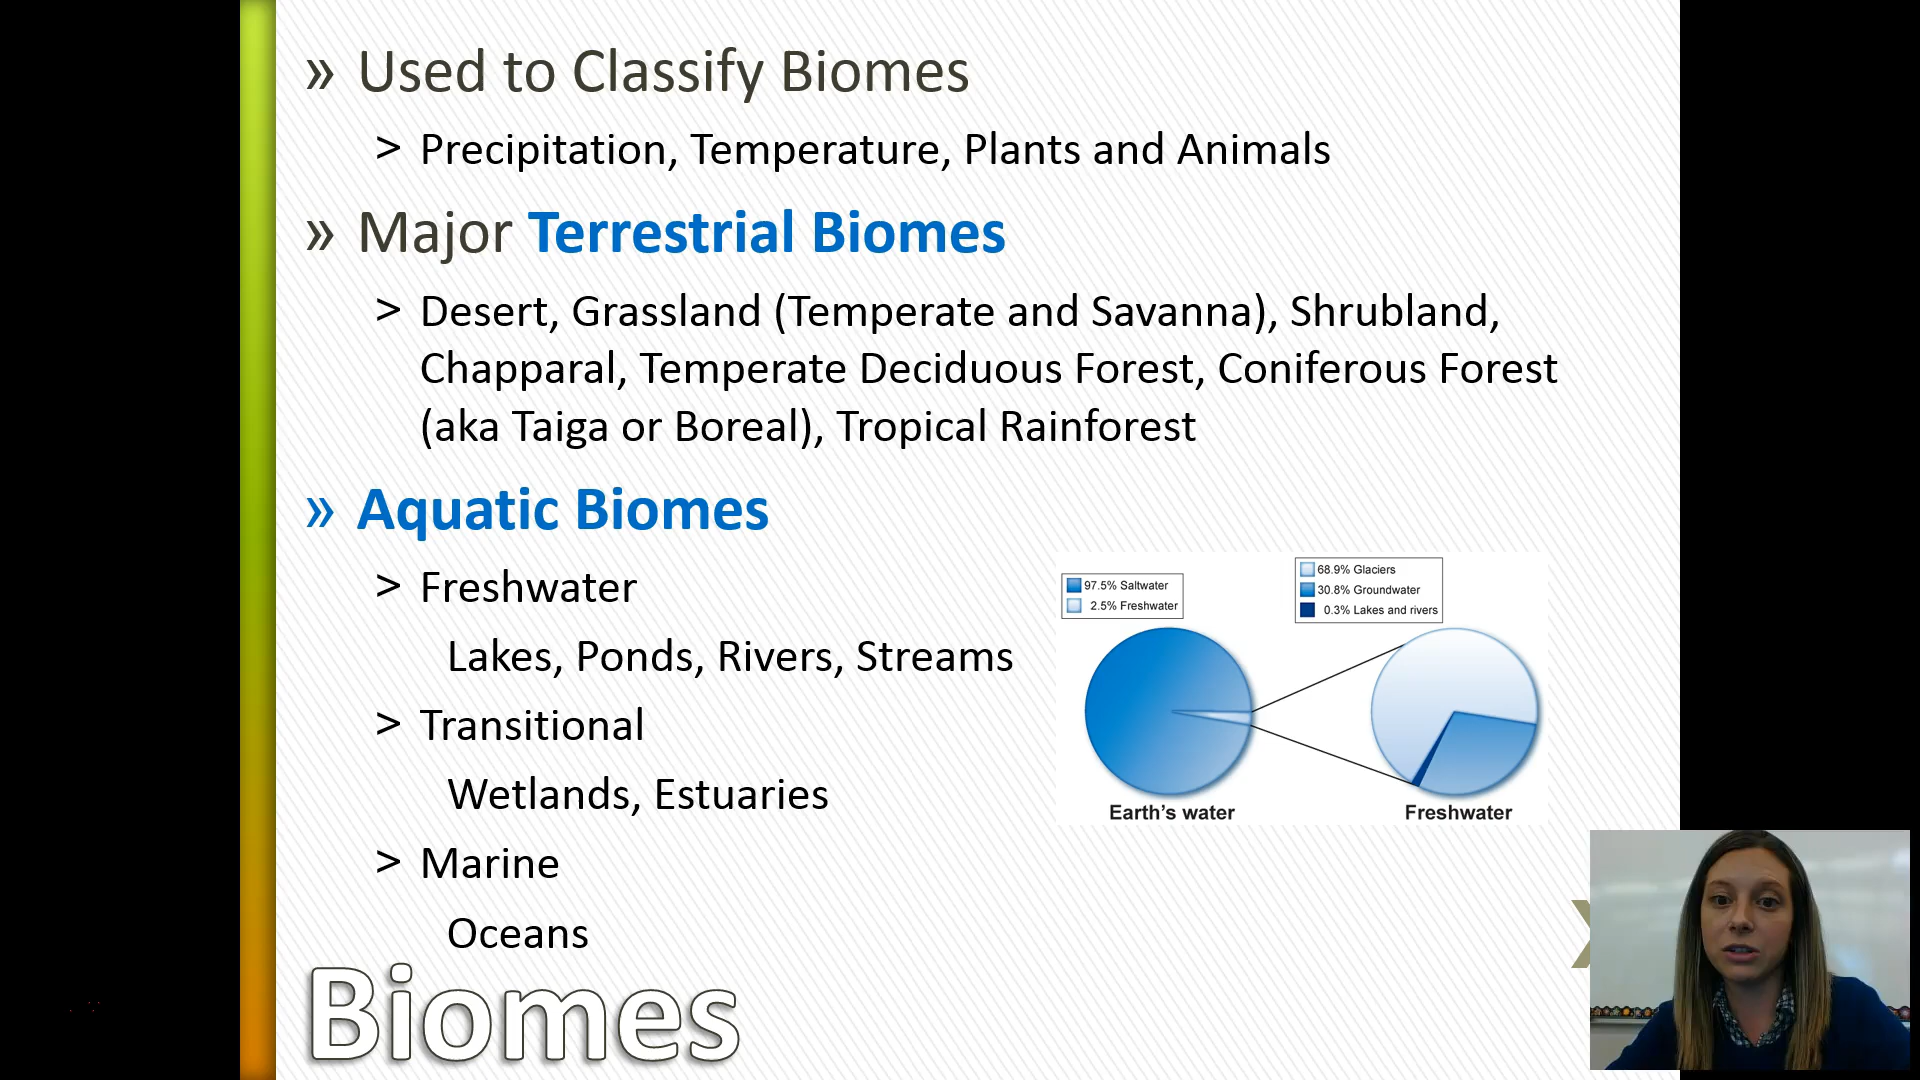 » Used to Classify Biomes
> Precipitation, Temperature, Plants and Animals
» Major Terrestrial Biomes
> Desert, Grassland (Temperate and Savanna), Shrubland,
Chapparal, Temperate Deciduous Forest, Coniferous Forest
(aka Taiga or Boreal), Tropical Rainforest
» Aquatic Biomes
> Freshwater
Lakes, Ponds, Rivers, Streams
> Transitional
Wetlands, Estuaries
> Marine
Oceans
97.5% Saltwater
2.5% Freshwater
68.9% Glaciers
30.8% Groundwater
0.3% Lakes and rivers
Earth's water
Freshwater
Biomes